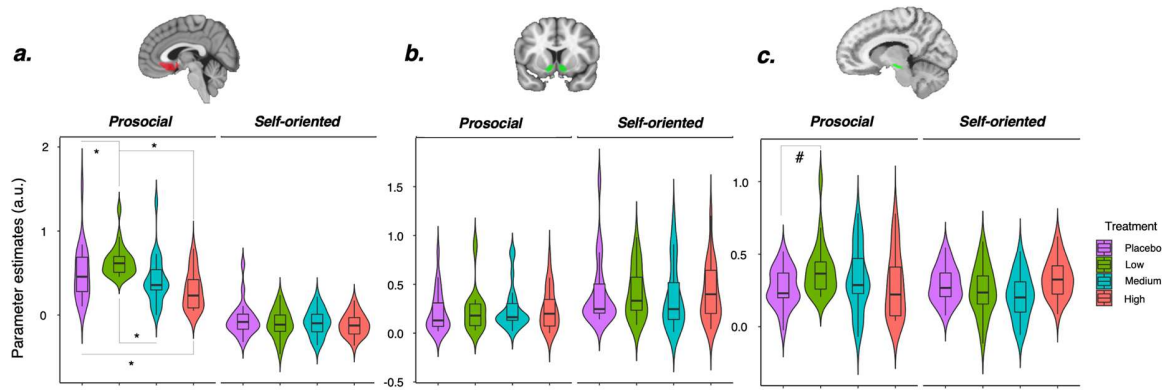 a.
b.
c.
Prosocial Self-oriented
Prosocial Self-oriented
Prosocial Self-oriented
Parameter estimates (a.u.)
2
1
0
* *
*
*
1.5
1.0
0.5
0.0
-0.5
1.0
0.5
0.0
#
Treatment
Placebo
Low
Medium
High